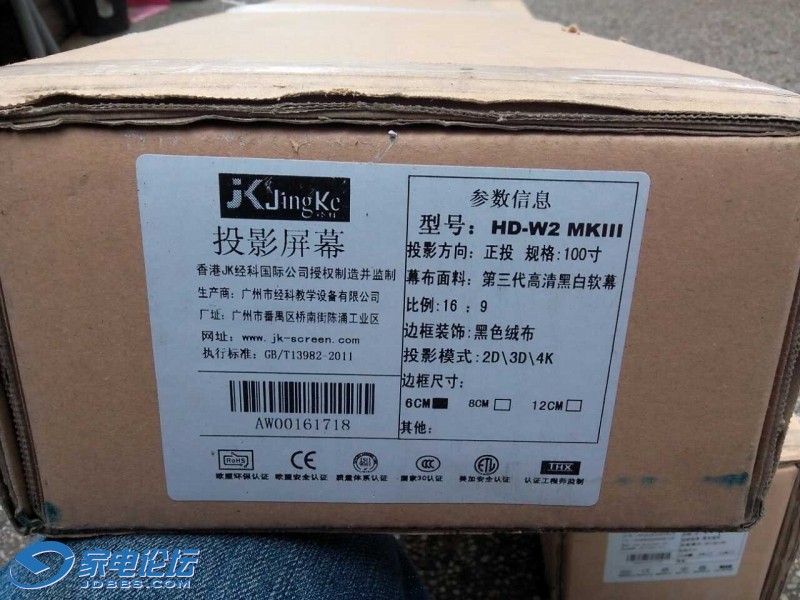 JK JingKe
经科
投影屏幕
香港JK经科国际公司授权制造并监制
生产商：广州市经科教学设备有限公司
厂址：广州市番禺区桥南街陈涌工业区
网址：www.jk-screen.com
执行标准：GB/T13982-2011
AW00161718
参数信息
型号：HD-W2 MKIII
投影方向：正投 规格：100寸
幕布面料：第三代高清黑白软幕
比例：16：9
边框装饰：黑色绒布
投影模式：2D\3D\4K
边框尺寸：
6CM 8CM 12CM
其他：
RoHS CE ISO 9001 CCC ETL THX
欧盟环保认证 欧盟安全认证 质量体系认证 国家3C认证 美加安全认证 认证工程师监制
家电论坛
JDBBS.COM